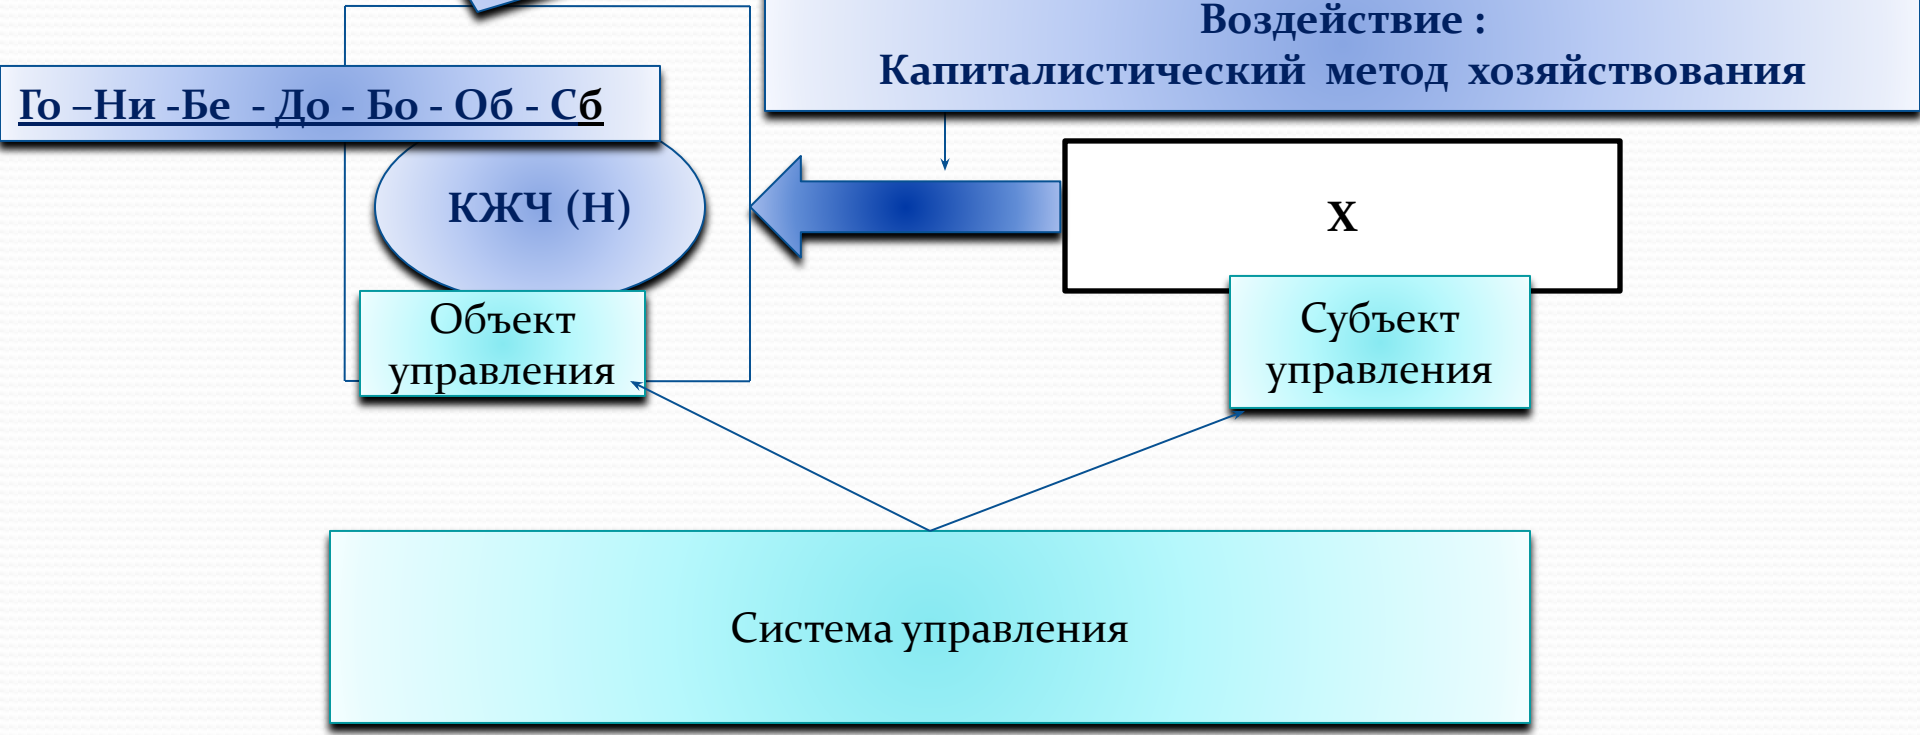 Воздействие :
Капиталистический метод хозяйствования
Го –Ни -Бе - До - Бо - Об - Сб
КЖЧ (Н)
Х
Объект
управления
Субъект
управления
Система управления